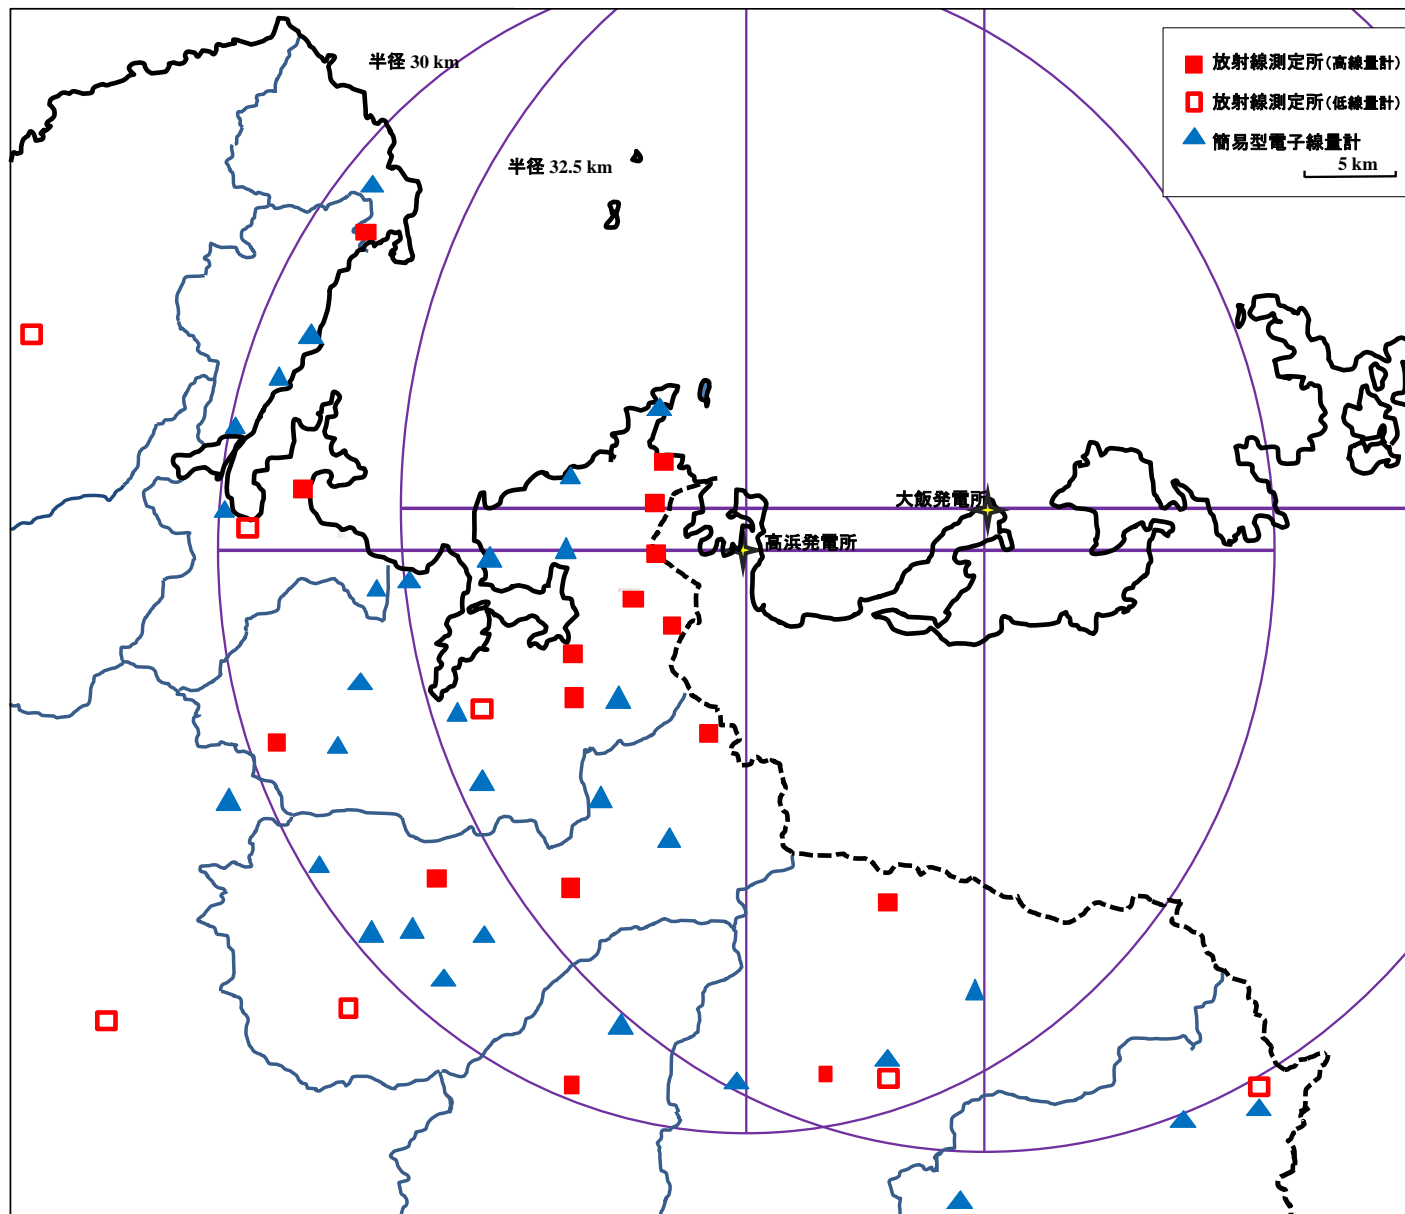 半径 30 km
放射線測定所(高線量計)
放射線測定所(低線量計)
簡易型電子線量計
5 km
半径 32.5 km
大飯発電所
高浜発電所